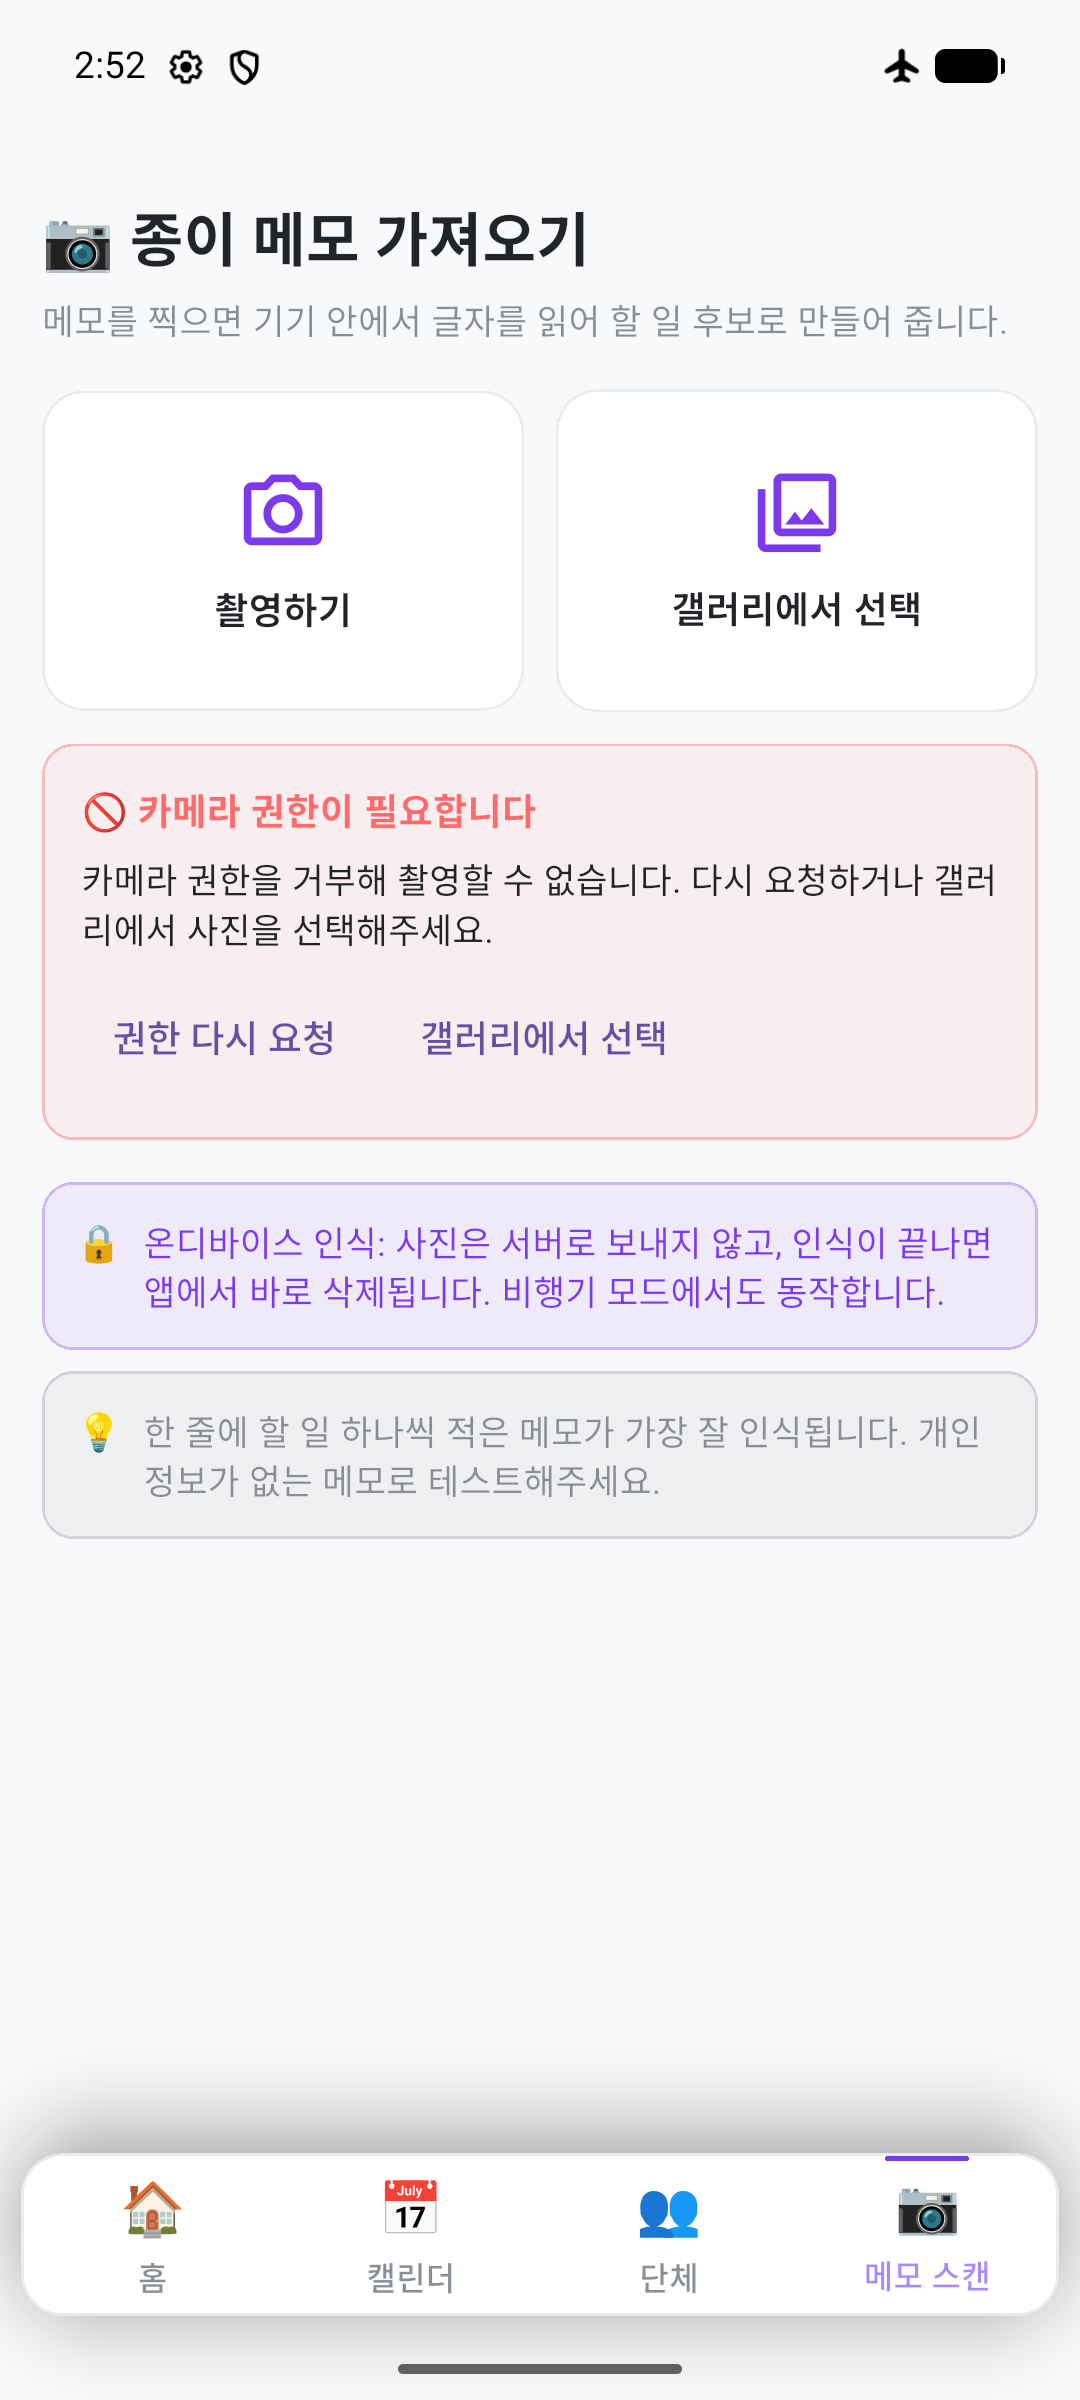 2:52
종이 메모 가져오기
메모를 찍으면 기기 안에서 글자를 읽어 할 일 후보로 만들어 줍니다.
촬영하기
갤러리에서 선택
카메라 권한이 필요합니다
카메라 권한을 거부해 촬영할 수 없습니다. 다시 요청하거나 갤러
리에서 사진을 선택해주세요.
권한 다시 요청
갤러리에서 선택
온디바이스 인식: 사진은 서버로 보내지 않고, 인식이 끝나면
앱에서 바로 삭제됩니다. 비행기 모드에서도 동작합니다.
한 줄에 할 일 하나씩 적은 메모가 가장 잘 인식됩니다. 개인
정보가 없는 메모로 테스트해주세요.
July
17
홈
캘린더
단체
메모 스캔